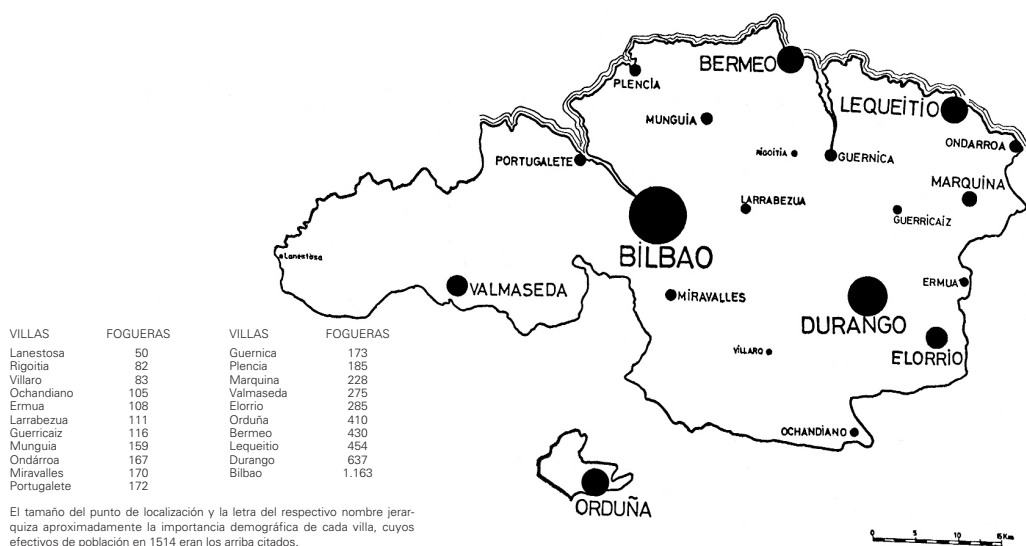 BERMEO
PLENCÍA
LEQUEITIO
MUNGUÍA
ONDARROA
RIGOITIA
GUERNICA
PORTUGALETE
MARQUINA
LARRABEZUA
GUERRICAÍZ
BILBAO
Lanestosa
ERMUA
VALMASEDA
MIRAVALLES
DURANGO
ELORRIO
VILLARO
OCHANDIANO
ORDUÑA
0 5 10 15 Km
VILLAS FOGUERAS VILLAS FOGUERAS
Lanestosa 50 Guernica 173
Rigoitia 82 Plencia 185
Villaro 83 Marquina 228
Ochandiano 105 Valmaseda 275
Ermua 108 Elorrio 285
Larrabezua 111 Orduña 410
Guerricaiz 116 Bermeo 430
Munguia 159 Lequeitio 454
Ondárroa 167 Durango 637
Miravalles 170 Bilbao 1.163
Portugalete 172
El tamaño del punto de localización y la letra del respectivo nombre jerar-
quiza aproximadamente la importancia demográfica de cada villa, cuyos
efectivos de población en 1514 eran los arriba citados.